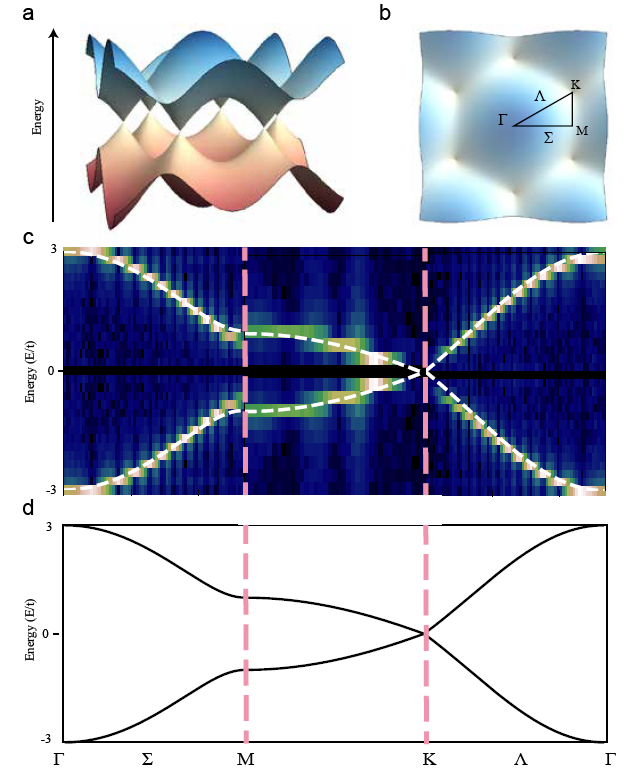 a
b
Energy
K
Λ
Γ
M
Σ
c
3
Energy (E/t)
0
-3
d
3
Energy (E/t)
0
-3
Γ Σ M K Λ Γ